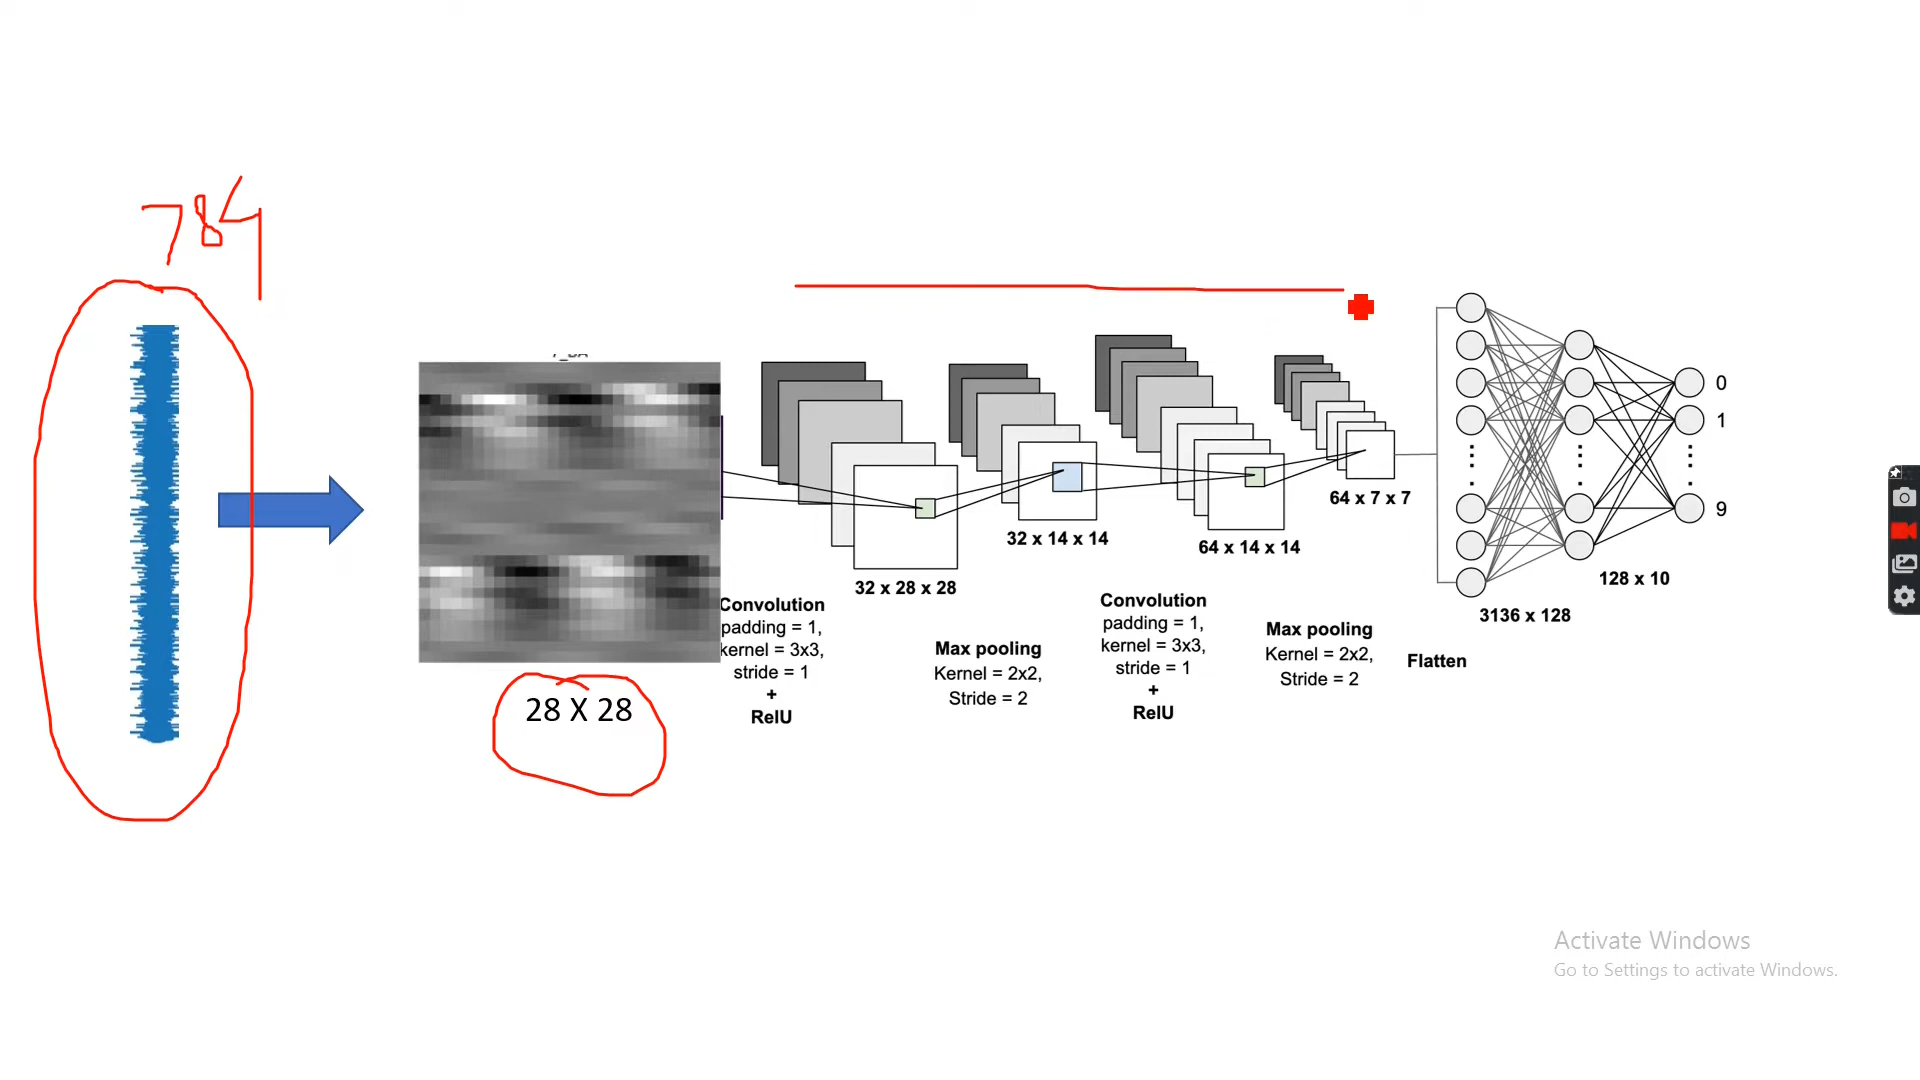 784
28 X 28
Convolution
padding = 1,
kernel = 3x3,
stride = 1
+
RelU
32 x 28 x 28
Max pooling
Kernel = 2x2,
Stride = 2
32 x 14 x 14
Convolution
padding = 1,
kernel = 3x3,
stride = 1
+
RelU
64 x 14 x 14
Max pooling
Kernel = 2x2,
Stride = 2
64 x 7 x 7
Flatten
3136 x 128
128 x 10
0
1
9
Activate Windows
Go to Settings to activate Windows.